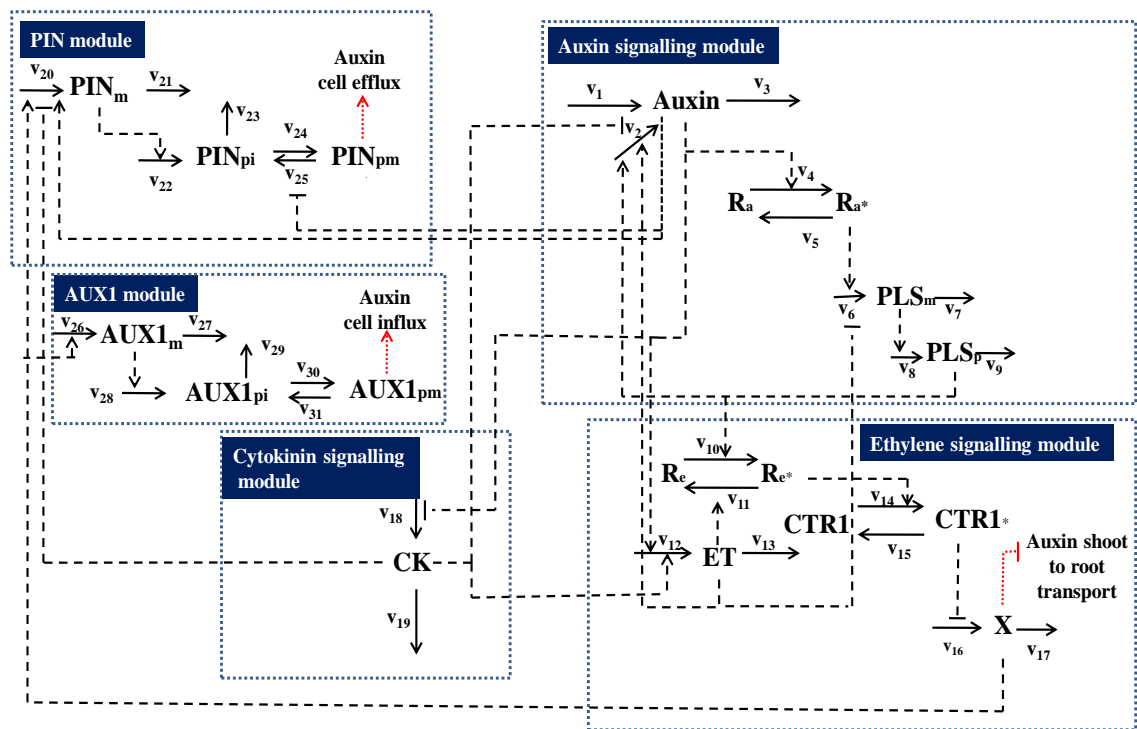 PIN module
v20
PINm
v21
Auxin
cell efflux
v23
v24
v22
PINpi
v25
PINpm
Auxin signalling module
v1
Auxin
v3
v2
v4
Ra
Ra*
v5
v6
PLSm
v7
v8
PLSp
v9
AUX1 module
v26
AUX1m
v27
Auxin
cell influx
v29
v30
v28
AUX1pi
v31
AUX1pm
Cytokinin signalling
module
v18
CK
v19
Ethylene signalling module
v10
Re
Re*
v11
v14
CTR1
CTR1*
v12
ET
v13
v15
Auxin shoot
to root
transport
v16
X
v17